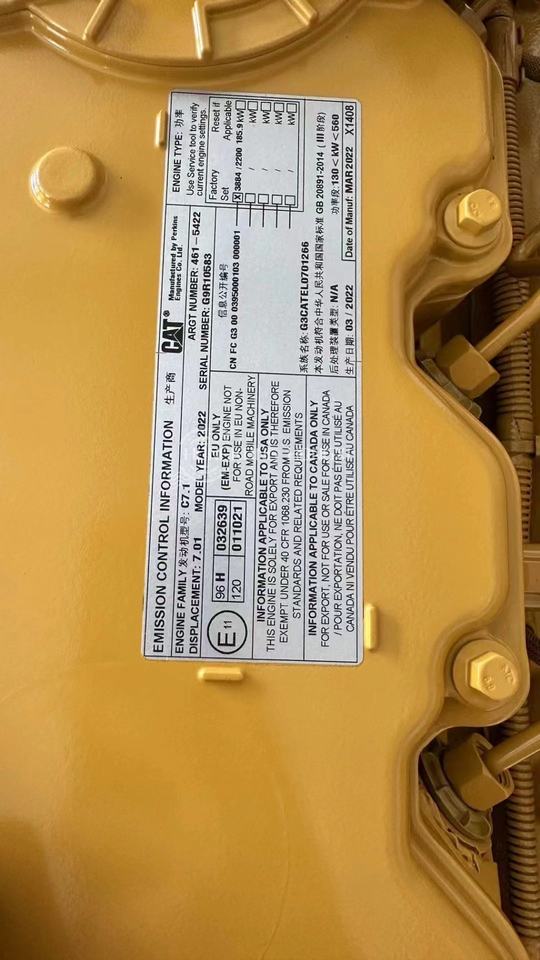 EMISSION CONTROL INFORMATION 生产商
CAT
Manufactured by Perkins
Engines Co. Ltd.
ENGINE TYPE: 功率
ENGINE FAMILY 发动机型号: C7.1
ARGT NUMBER: 461-5422
Use Service tool to verify
current engine settings.
DISPLACEMENT: 7.01
MODEL YEAR: 2022
SERIAL NUMBER: G9R10583
Factory
Set
Reset if
Applicable
X 3884 / 2200 185.9 kW
/ kW
/ kW
/ kW
E11
96 H 032639
120 011021
EU ONLY
(EM-EXP) ENGINE NOT
FOR USE IN EU NON-
ROAD MOBILE MACHINERY
信息公开编号
CN FC G3 00 0395000103 000001
INFORMATION APPLICABLE TO USA ONLY
THIS ENGINE IS SOLELY FOR EXPORT AND IS THEREFORE
EXEMPT UNDER 40 CFR 1068.230 FROM U.S. EMISSION
STANDARDS AND RELATED REQUIREMENTS
INFORMATION APPLICABLE TO CANADA ONLY
FOR EXPORT, NOT FOR USE OR SALE FOR USE IN CANADA
/ POUR EXPORTATION, NE DOIT PAS ÊTRE UTILISÉ AU
CANADA NI VENDU POUR ÊTRE UTILISÉ AU CANADA
系族名称: G3CATEL0701266
本发动机符合中华人民共和国国家标准 GB 20891-2014 (III阶段)
后处理装置类型: N/A
功率段: 130<kW<560
生产日期: 03 / 2022
Date of Manuf: MAR2022 X1408